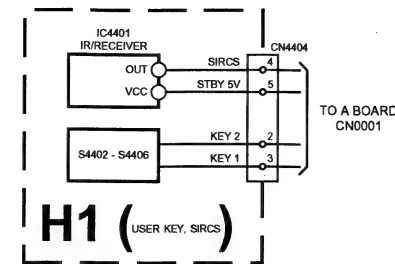 IC4401
IR/RECEIVER
CN4404
OUT
SIRCS
4
VCC
STBY 5V
5
TO A BOARD
CN0001
S4402 - S4406
KEY 2
2
KEY 1
3
H1 (USER KEY, SIRCS)